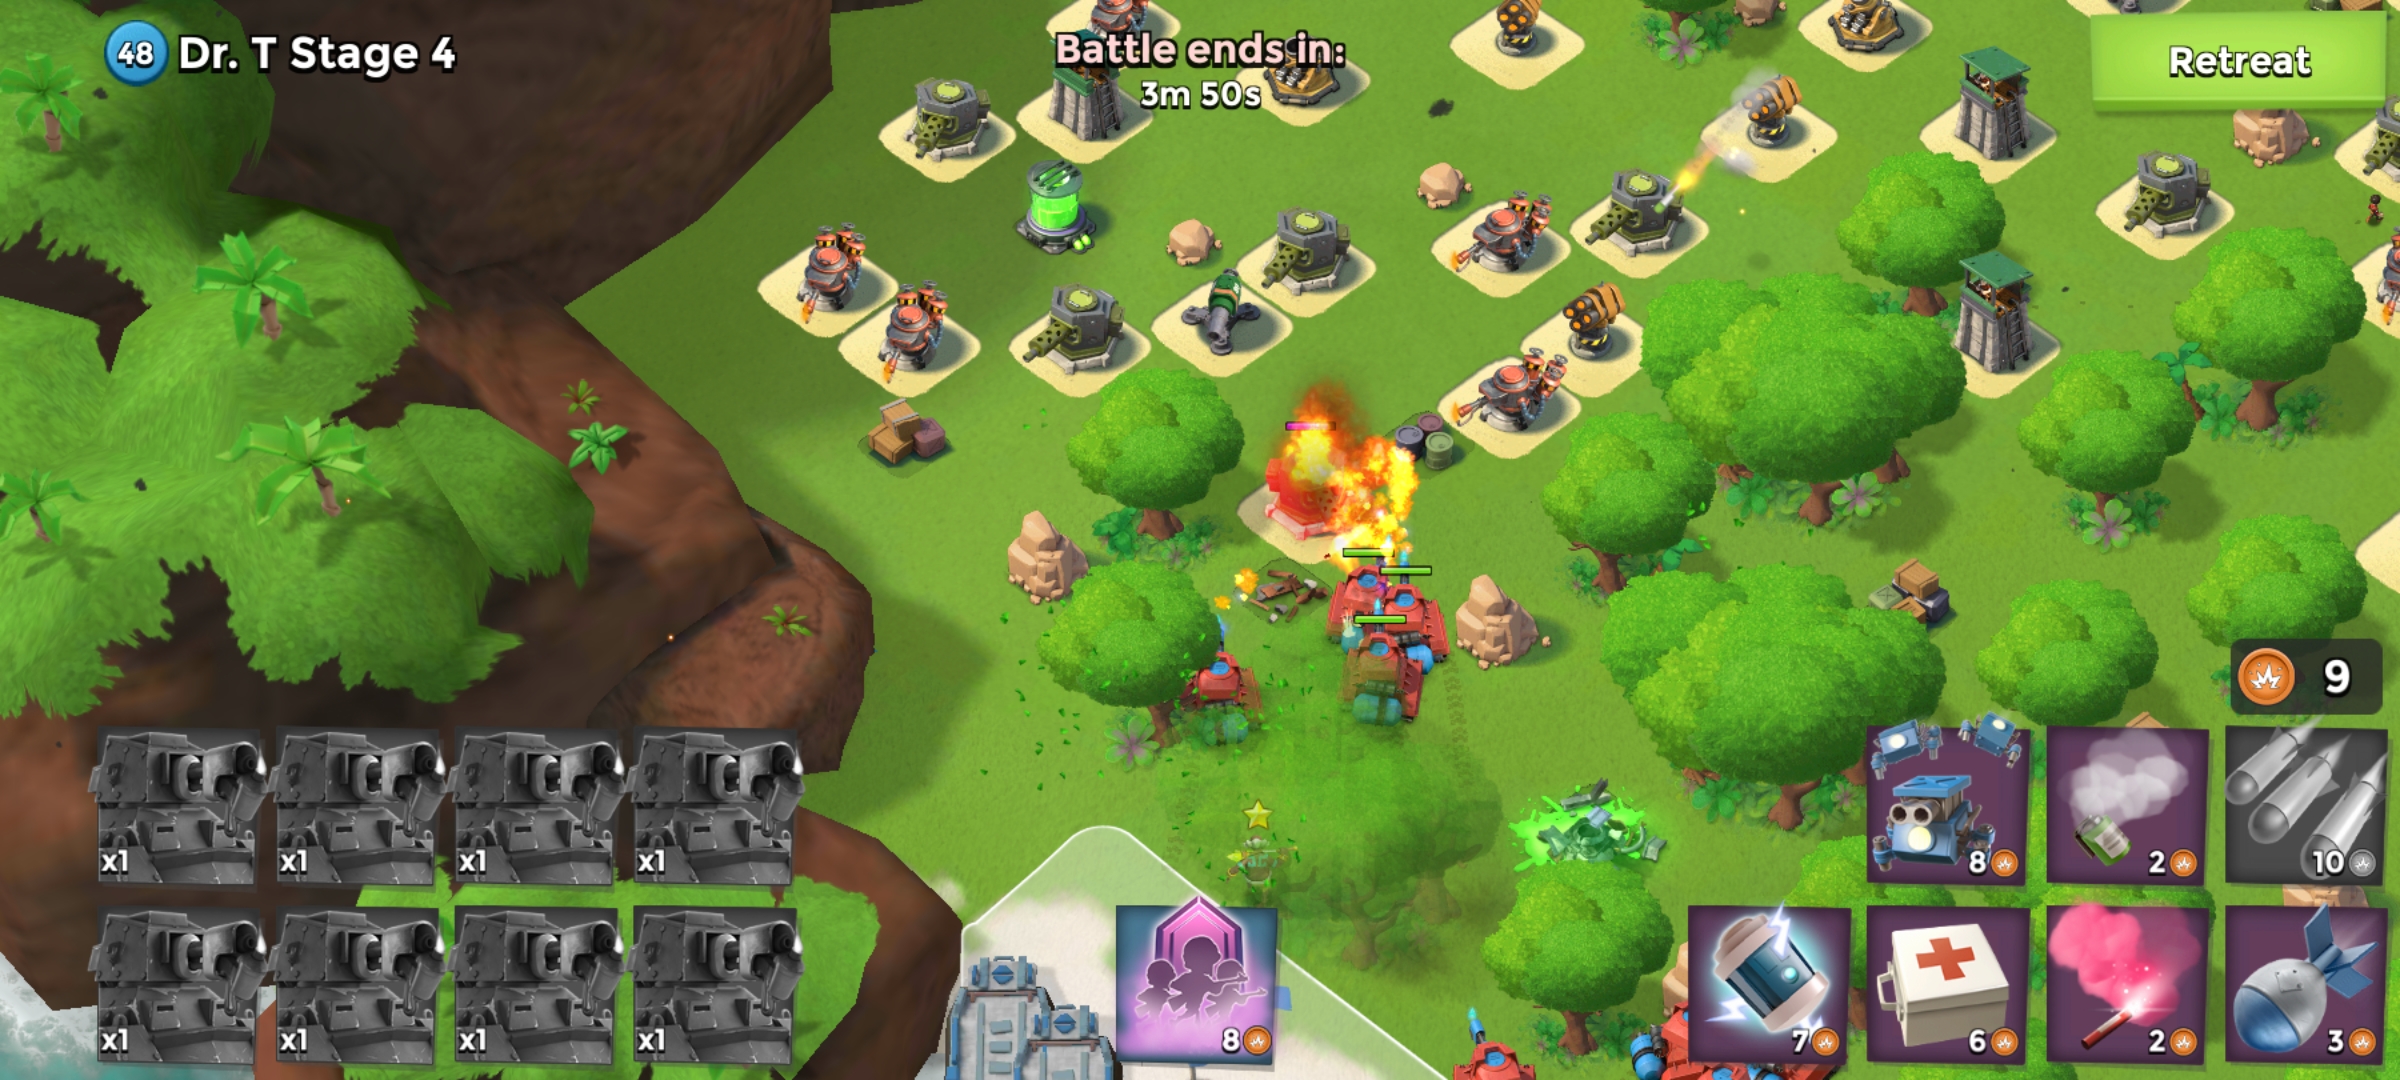 48 Dr. T Stage 4
Battle ends in:
3m 50s
Retreat
9
x1 x1 x1 x1
8 2 10
x1 x1 x1 x1
8 7 6 2 3